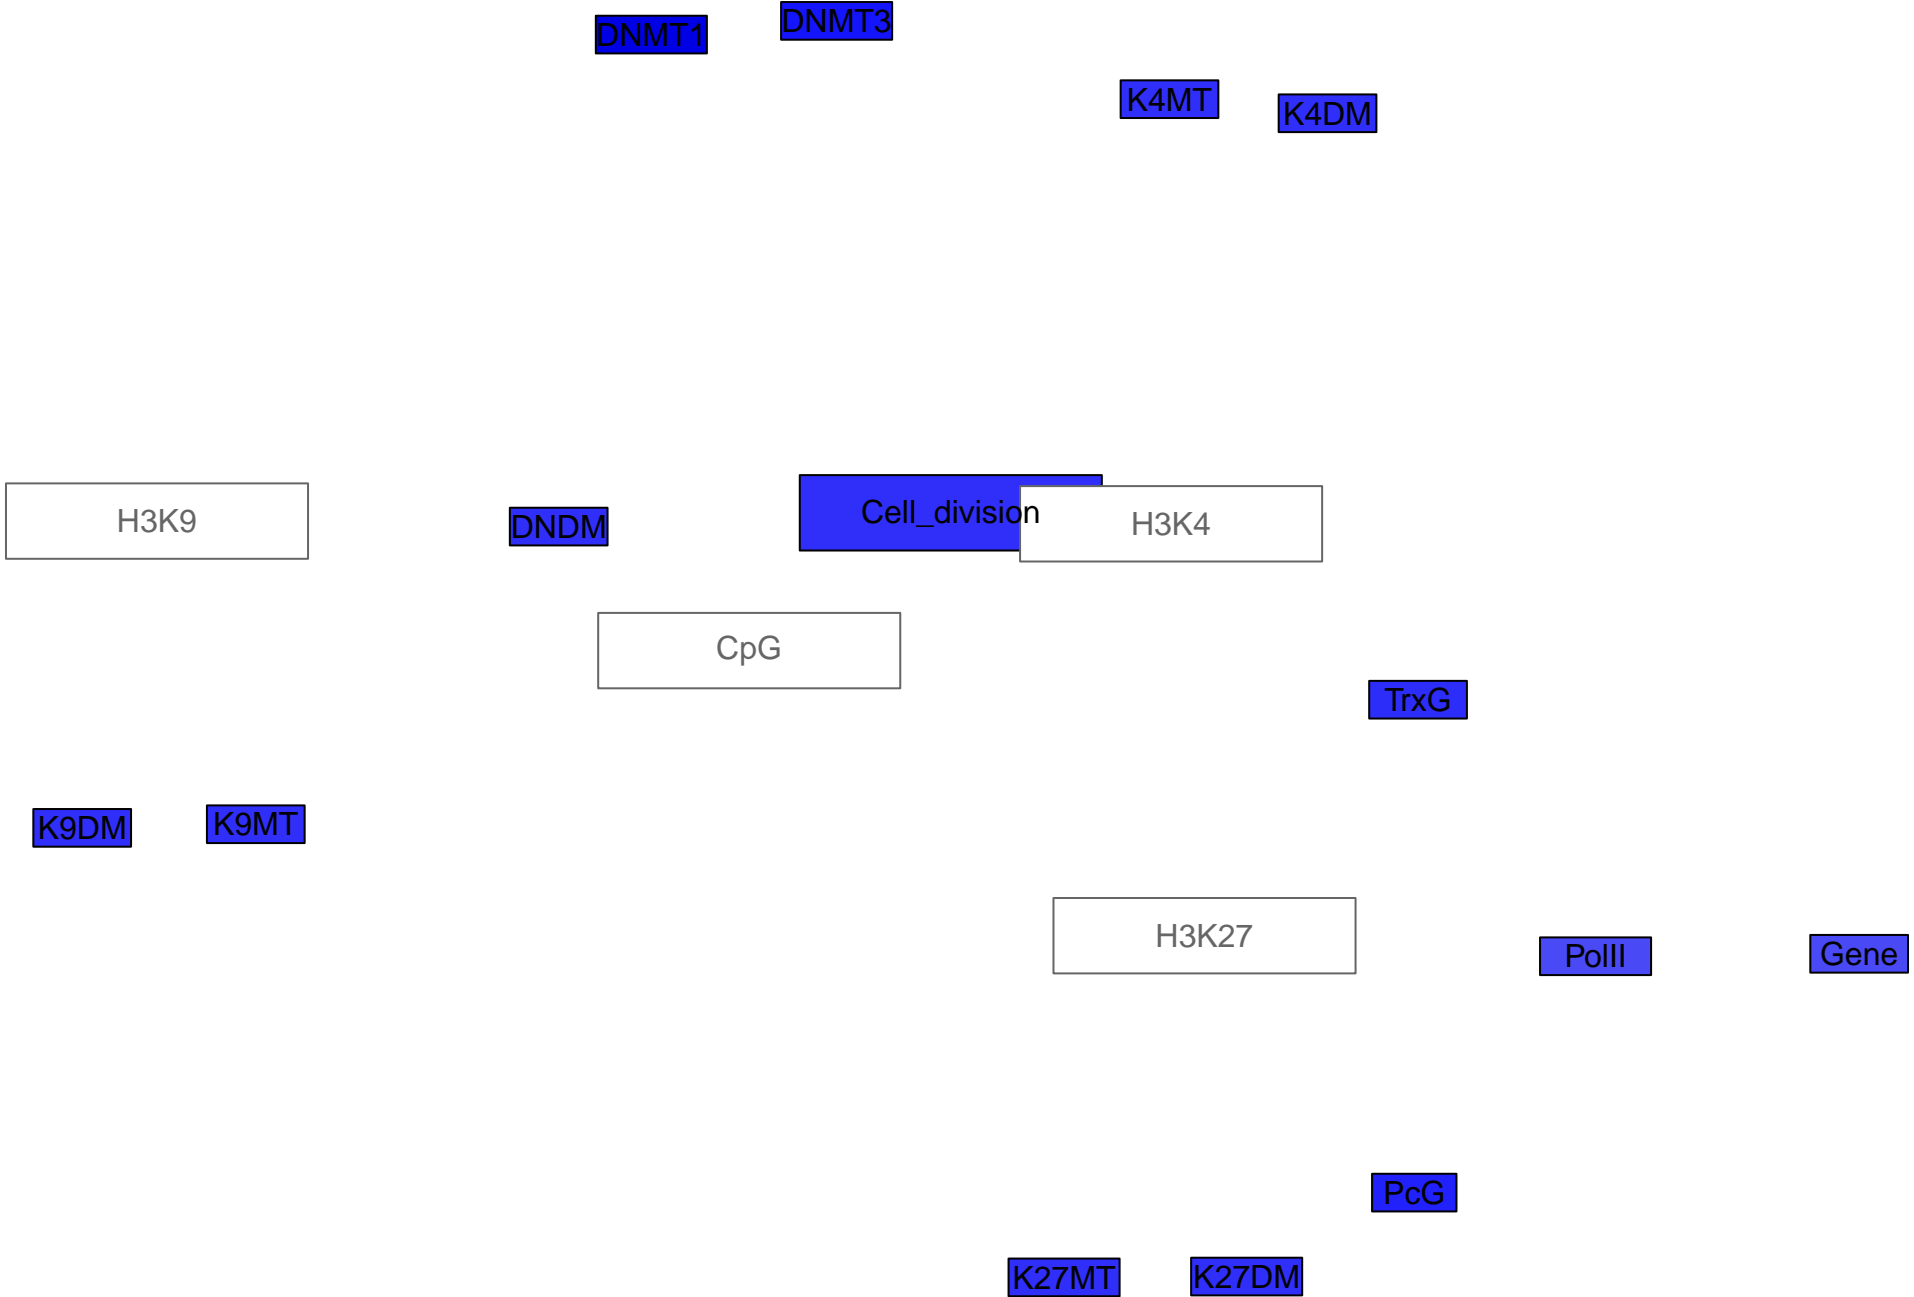 DNMT1
DNMT3
K4MT
K4DM
H3K9
DNDM
Cell_division
H3K4
CpG
TrxG
K9DM
K9MT
H3K27
PolII
Gene
PcG
K27MT
K27DM